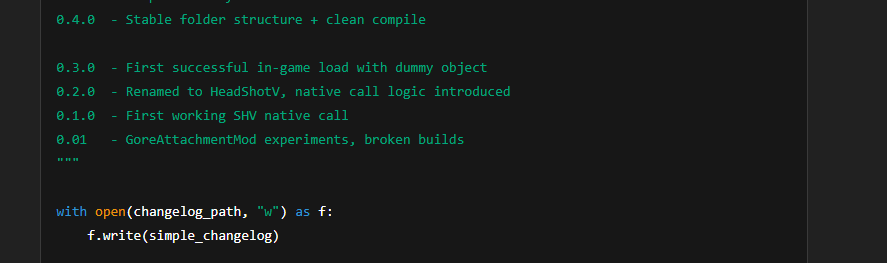 0.4.0  - Stable folder structure + clean compile
0.3.0  - First successful in-game load with dummy object
0.2.0  - Renamed to HeadShotV, native call logic introduced
0.1.0  - First working SHV native call
0.01   - GoreAttachmentMod experiments, broken builds
"""
with open(changelog_path, "w") as f:
    f.write(simple_changelog)